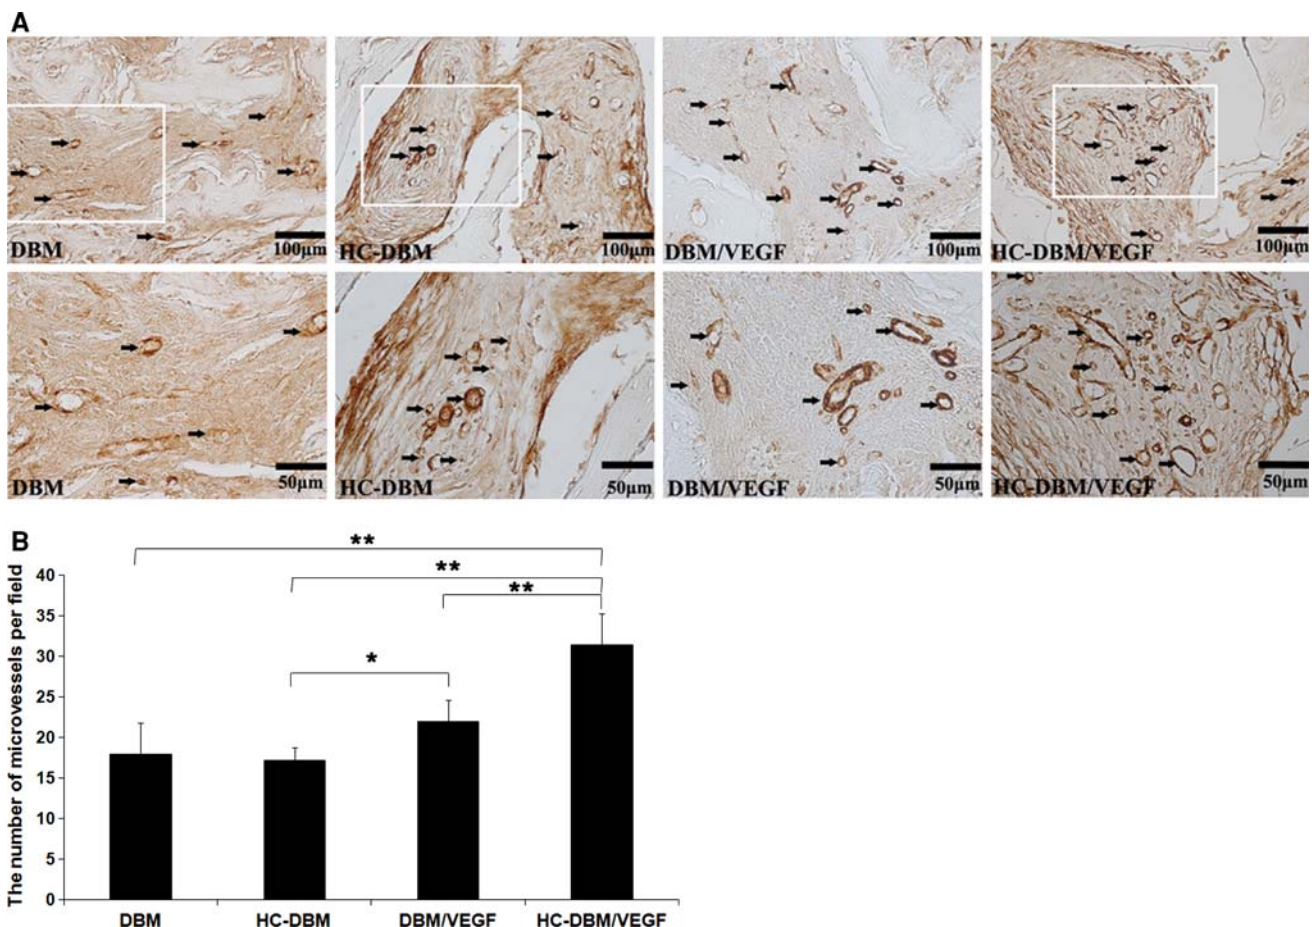 A
DBM
100µm
HC-DBM
100µm
DBM/VEGF
100µm
HC-DBM/VEGF
100µm
DBM
50µm
HC-DBM
50µm
DBM/VEGF
50µm
HC-DBM/VEGF
50µm
B
The number of microvessels per field
40
35
30
25
20
15
10
5
0
**
**
**
*
DBM
HC-DBM
DBM/VEGF
HC-DBM/VEGF